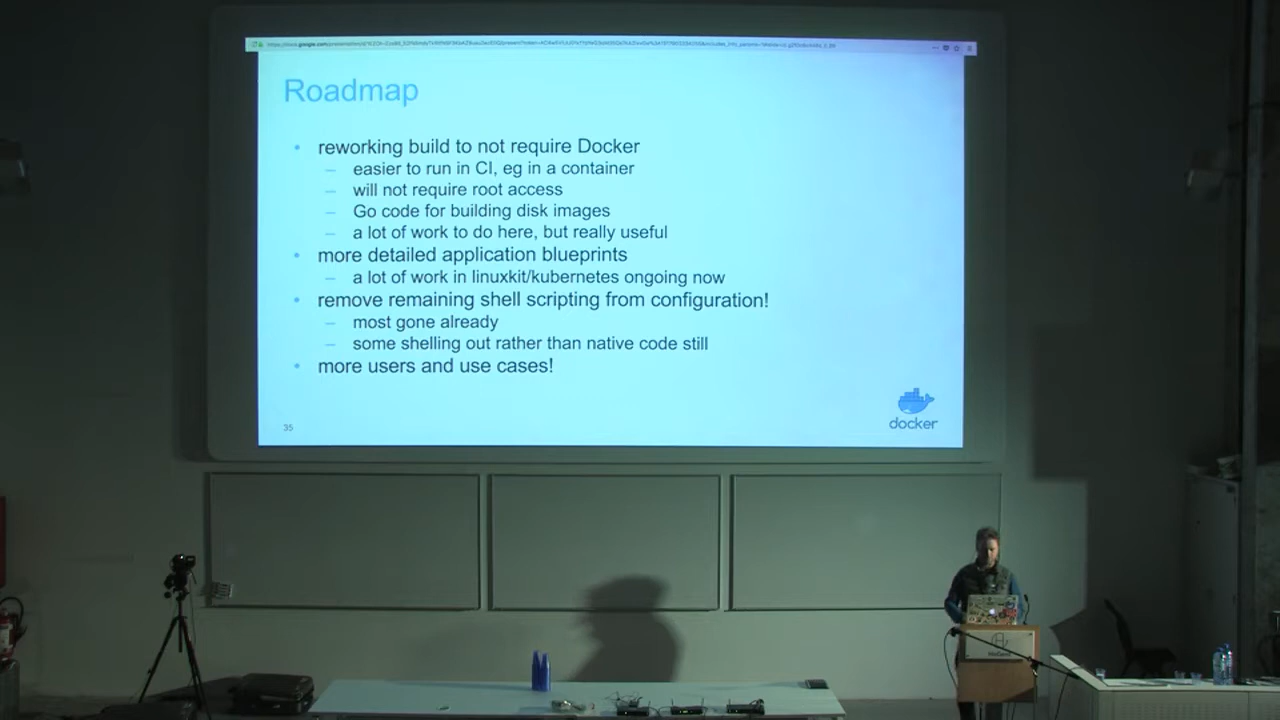 Roadmap
• reworking build to not require Docker
– easier to run in CI, eg in a container
– will not require root access
– Go code for building disk images
– a lot of work to do here, but really useful
• more detailed application blueprints
– a lot of work in linuxkit/kubernetes ongoing now
• remove remaining shell scripting from configuration!
– most gone already
– some shelling out rather than native code still
• more users and use cases!
35
docker